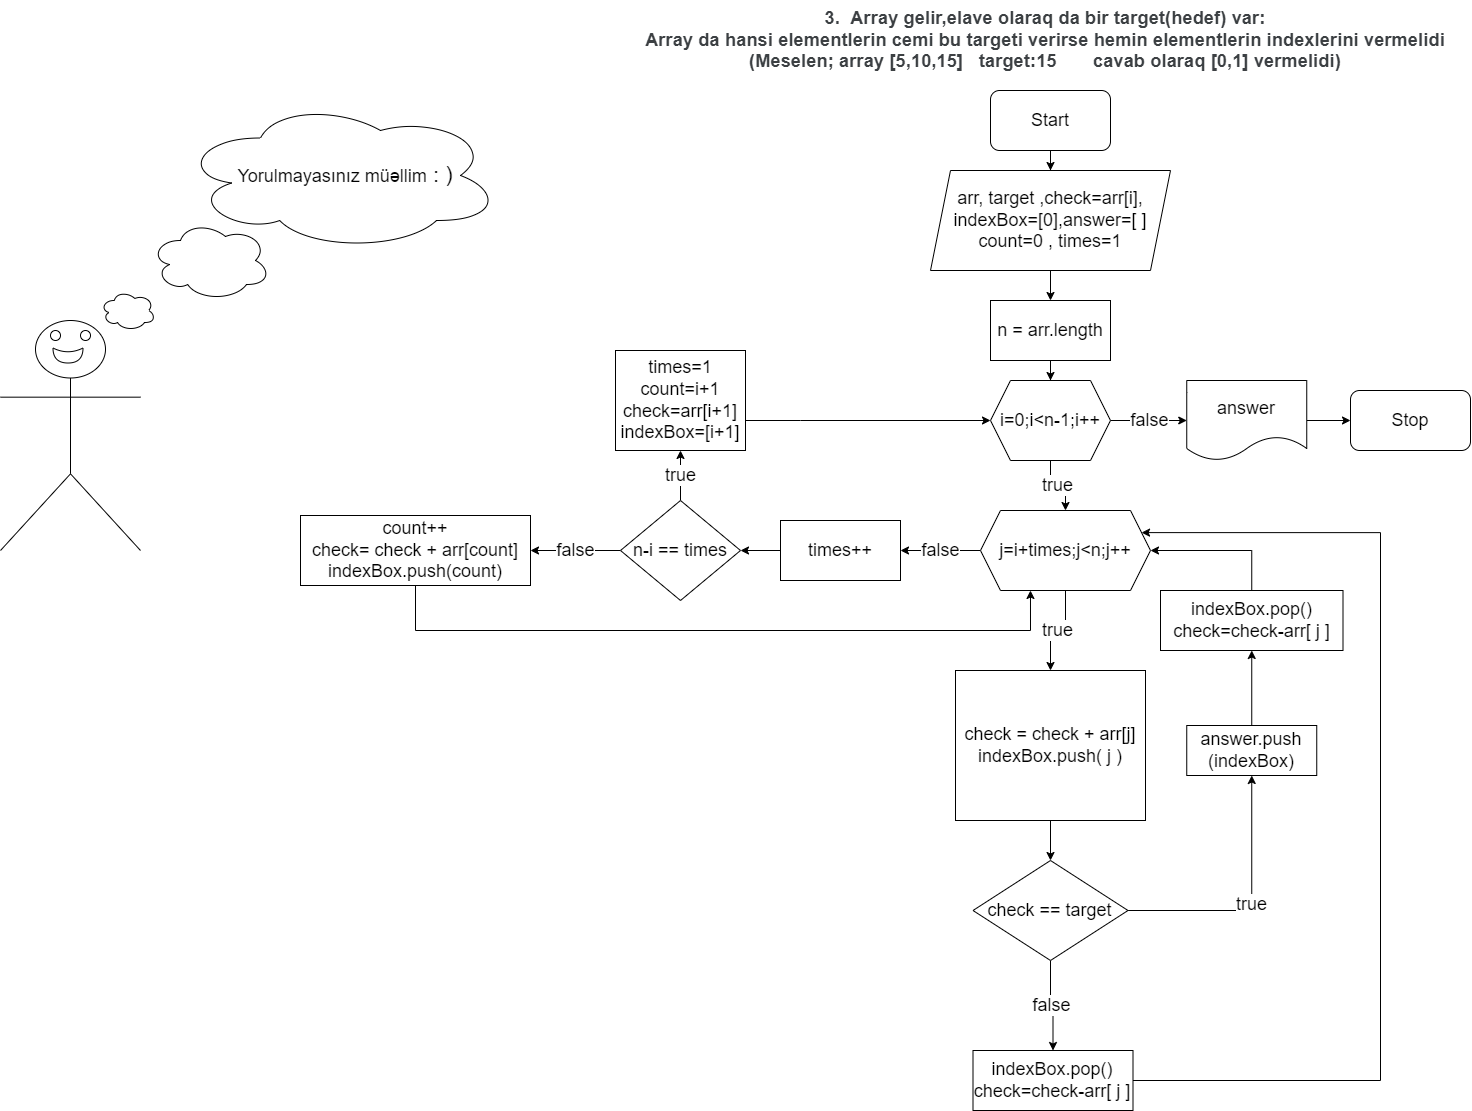 3.  Array gelir,elave olaraq da bir target(hedef) var:
Array da hansi elementlerin cemi bu targeti verirse hemin elementlerin indexlerini vermelidi
(Meselen; array [5,10,15]   target:15      cavab olaraq [0,1] vermelidi)
Yorulmayasınız müəllim : )
Start
arr, target ,check=arr[i],
indexBox=[0],answer=[ ]
count=0 , times=1
n = arr.length
times=1
count=i+1
check=arr[i+1]
indexBox=[i+1]
i=0;i<n-1;i++
false
answer
Stop
true
true
count++
check= check + arr[count]
indexBox.push(count)
false
n-i == times
times++
false
j=i+times;j<n;j++
true
indexBox.pop()
check=check-arr[ j ]
check = check + arr[j]
indexBox.push( j )
answer.push
(indexBox)
check == target
true
false
indexBox.pop()
check=check-arr[ j ]